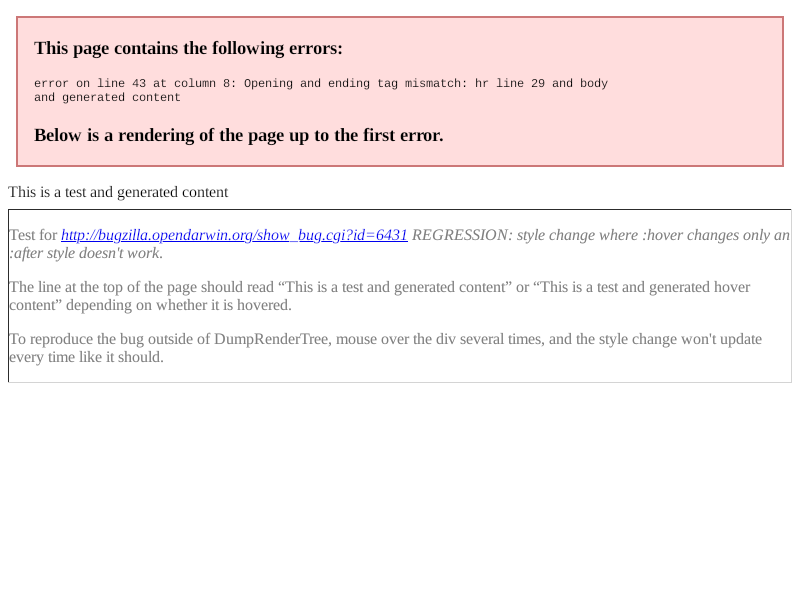 This page contains the following errors:
error on line 43 at column 8: Opening and ending tag mismatch: hr line 29 and body
and generated content
Below is a rendering of the page up to the first error.
This is a test and generated content
Test for http://bugzilla.opendarwin.org/show_bug.cgi?id=6431 REGRESSION: style change where :hover changes only an
:after style doesn't work.
The line at the top of the page should read “This is a test and generated content” or “This is a test and generated hover
content” depending on whether it is hovered.
To reproduce the bug outside of DumpRenderTree, mouse over the div several times, and the style change won't update
every time like it should.